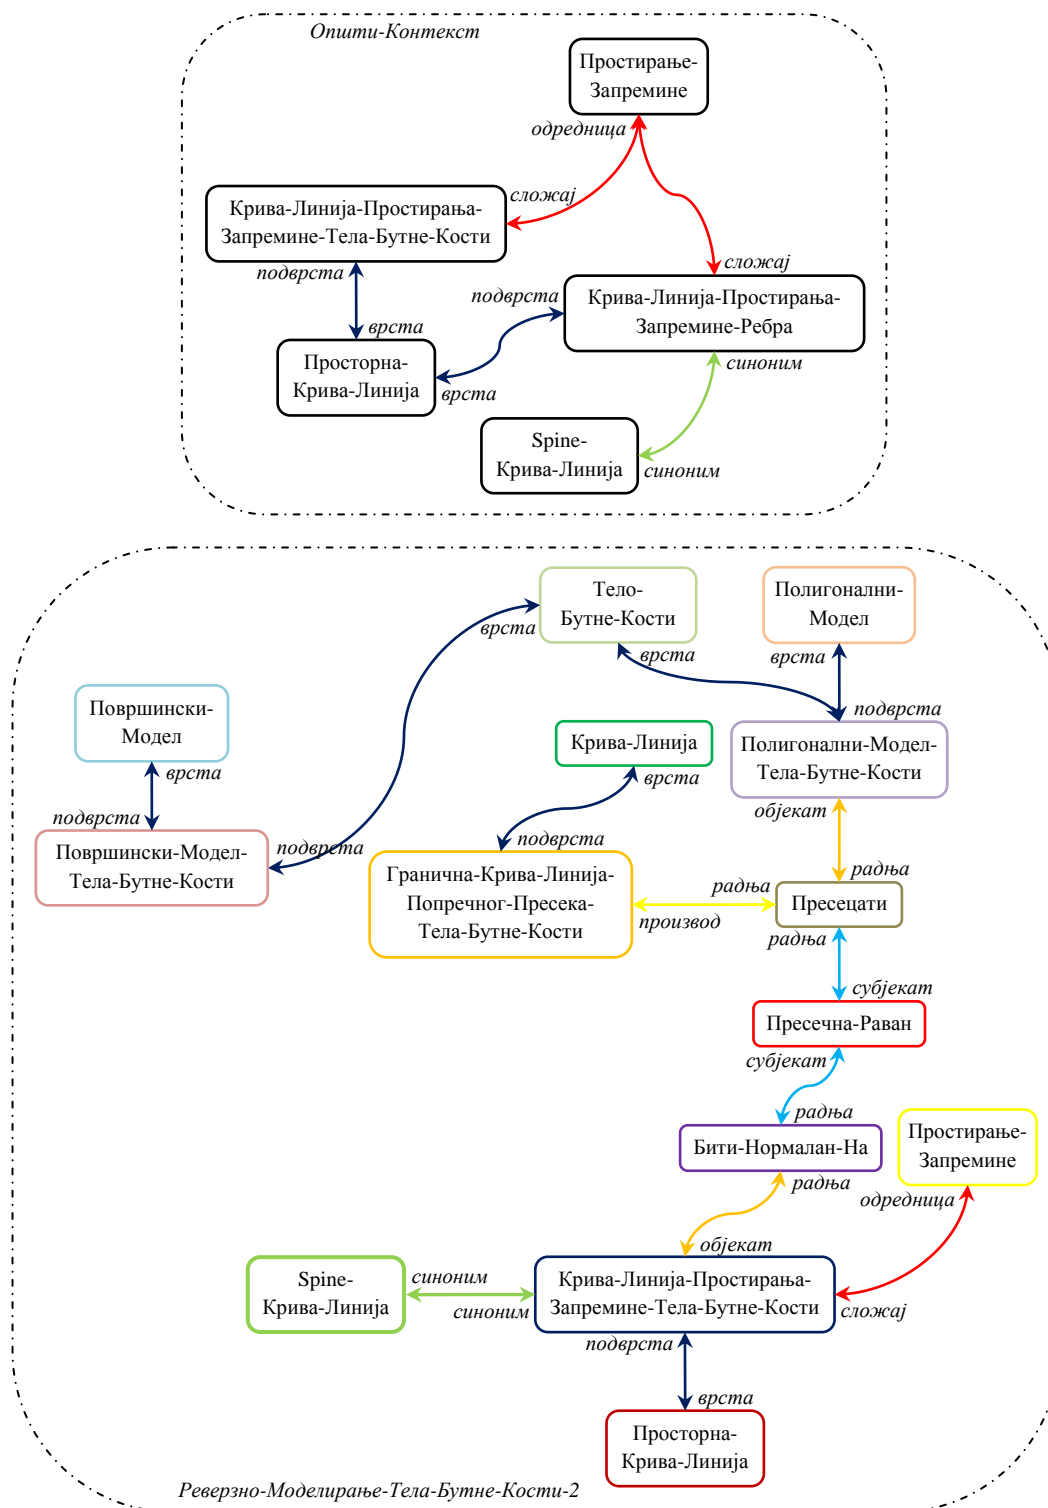 Општи-Контекст
Простирање-
Запремине
одредница
сложај
Крива-Линија-Простирања-
Запремине-Тела-Бутне-Кости
подврста
сложај
подврста
Крива-Линија-Простирања-
Запремине-Ребра
врста
Просторна-
Крива-Линија
врста
синоним
Spine-
Крива-Линија
синоним
Тело-
Бутне-Кости
Полигонални-
Модел
врста
врста
врста
Површински-
Модел
подврста
Крива-Линија
Полигонални-Модел-
Тела-Бутне-Кости
врста
врста
подврста
објекат
Површински-Модел-
Тела-Бутне-Кости
подврста
подврста
Гранична-Крива-Линија-
Попречног-Пресека-
Тела-Бутне-Кости
радња
радња
Пресецати
производ
радња
субјекат
Пресечна-Раван
субјекат
радња
Бити-Нормалан-На
Простирање-
Запремине
радња
одредница
објекат
Spine-
Крива-Линија
синоним
синоним
Крива-Линија-Простирања-
Запремине-Тела-Бутне-Кости
сложај
подврста
врста
Просторна-
Крива-Линија
Реверзно-Моделирање-Тела-Бутне-Кости-2